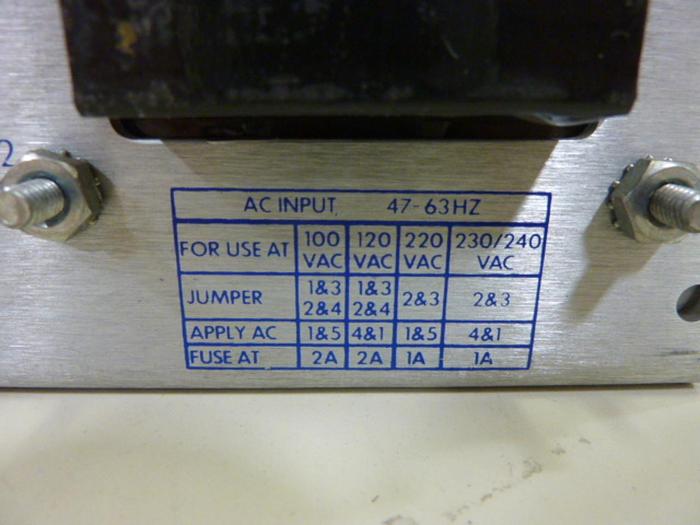 2
AC INPUT, 47-63HZ
FOR USE AT 100 VAC 120 VAC 220 VAC 230/240 VAC
JUMPER 1&3 2&4 1&3 2&4 2&3 2&3
APPLY AC 1&5 4&1 1&5 4&1
FUSE AT 2A 2A 1A 1A